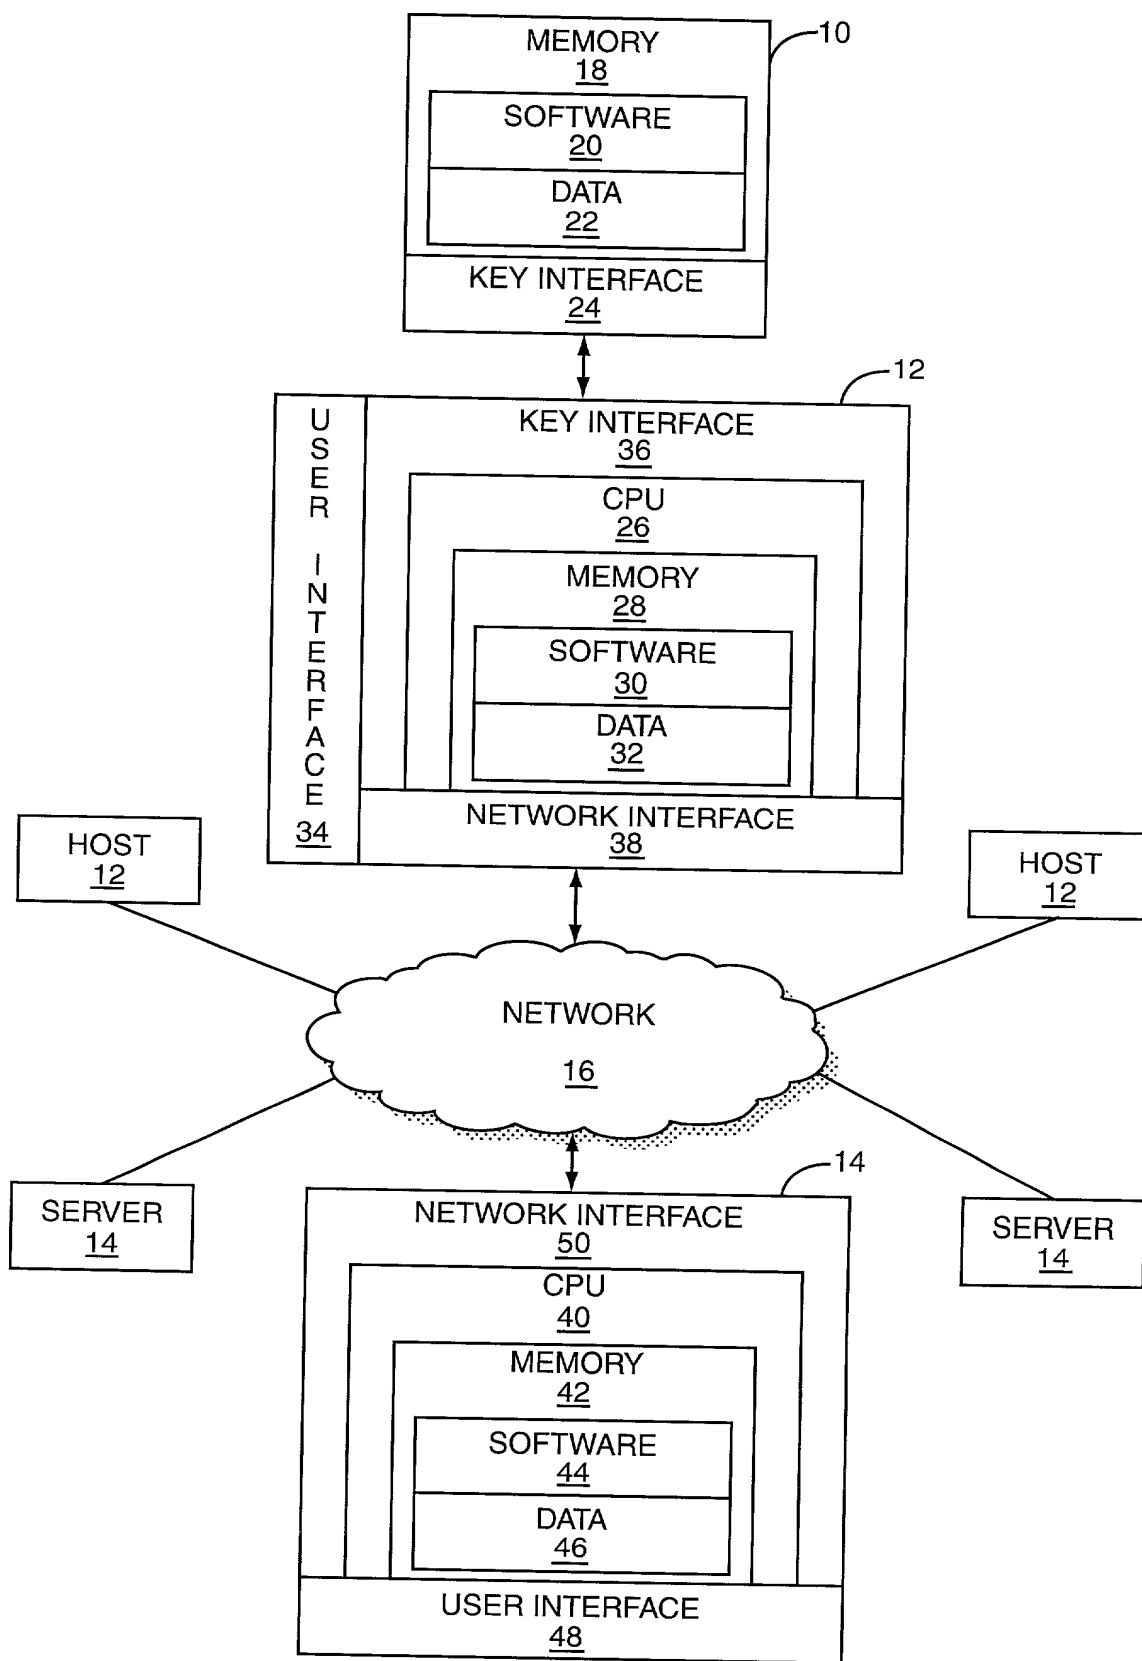 10
MEMORY
18
SOFTWARE
20
DATA
22
KEY INTERFACE
24
12
USER INTERFACE
34
KEY INTERFACE
36
CPU
26
MEMORY
28
SOFTWARE
30
DATA
32
NETWORK INTERFACE
38
HOST
12
HOST
12
NETWORK
16
SERVER
14
SERVER
14
14
NETWORK INTERFACE
50
CPU
40
MEMORY
42
SOFTWARE
44
DATA
46
USER INTERFACE
48